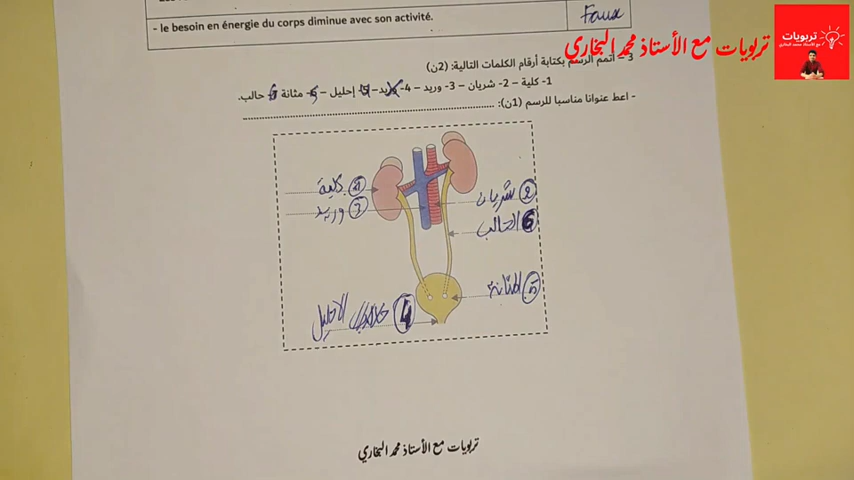 - le besoin en énergie du corps diminue avec son activité.
Faux
تربويات
تربويات مع الأستاذ محمد البخاري
3 – أتمم الرسم بكتابة أرقام الكلمات التالية: (2ن)
1- كلية – 2- شريان – 3- وريد – 4- وريد – 5- إحليل – 6- مثانة 7- حالب.
- اعط عنوانا مناسبا للرسم (1ن):
1 كلية
2 شريان
3 وريد
6 الحالب
5 المثانة
4 الاحليل
تربويات مع الأستاذ محمد البخاري